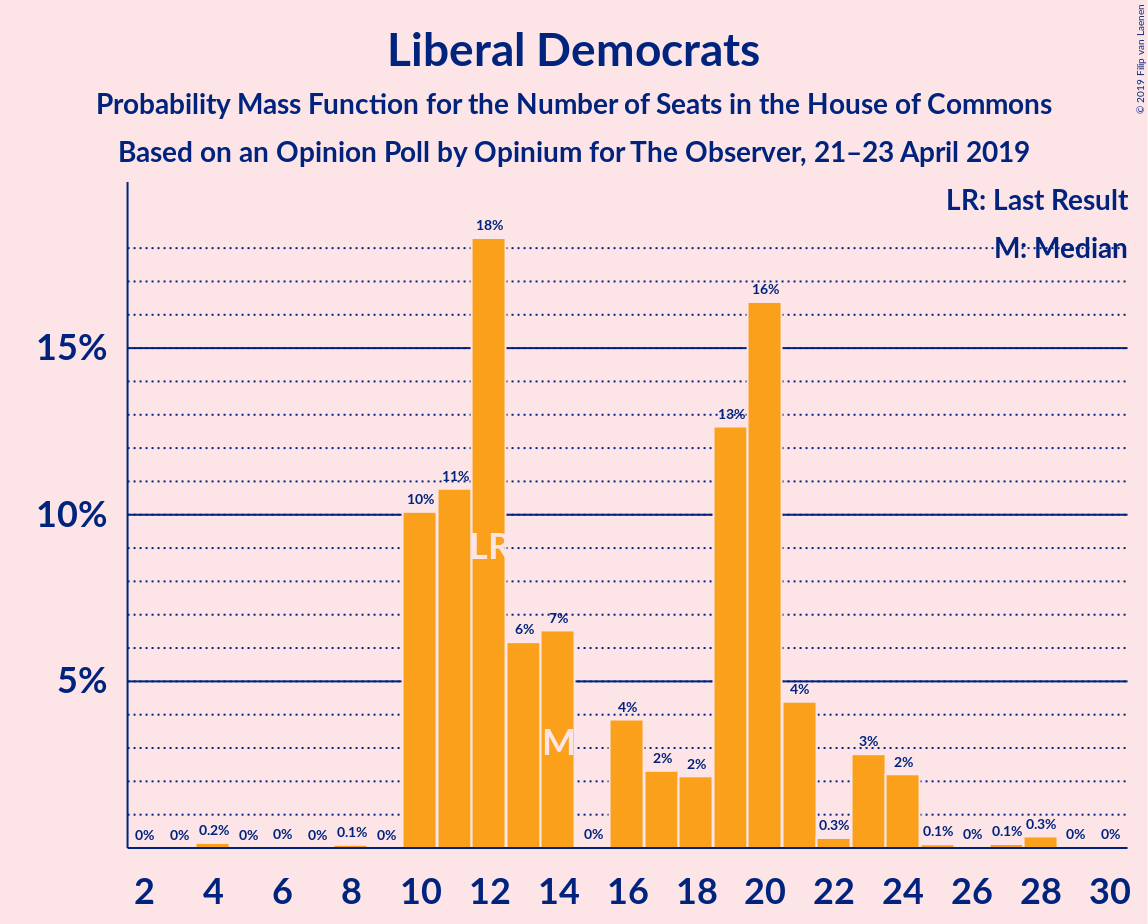 © 2019 Filip van Laenen
Liberal Democrats
Probability Mass Function for the Number of Seats in the House of Commons
Based on an Opinion Poll by Opinium for The Observer, 21–23 April 2019
LR: Last Result
M: Median
15%
10%
5%
0% 0% 0.2% 0% 0% 0% 0.1% 0% 10% 11% 18% 6% 7% 0% 4% 2% 2% 13% 16% 4% 0.3% 3% 2% 0.1% 0% 0.1% 0.3% 0% 0%
LR
M
2 4 6 8 10 12 14 16 18 20 22 24 26 28 30